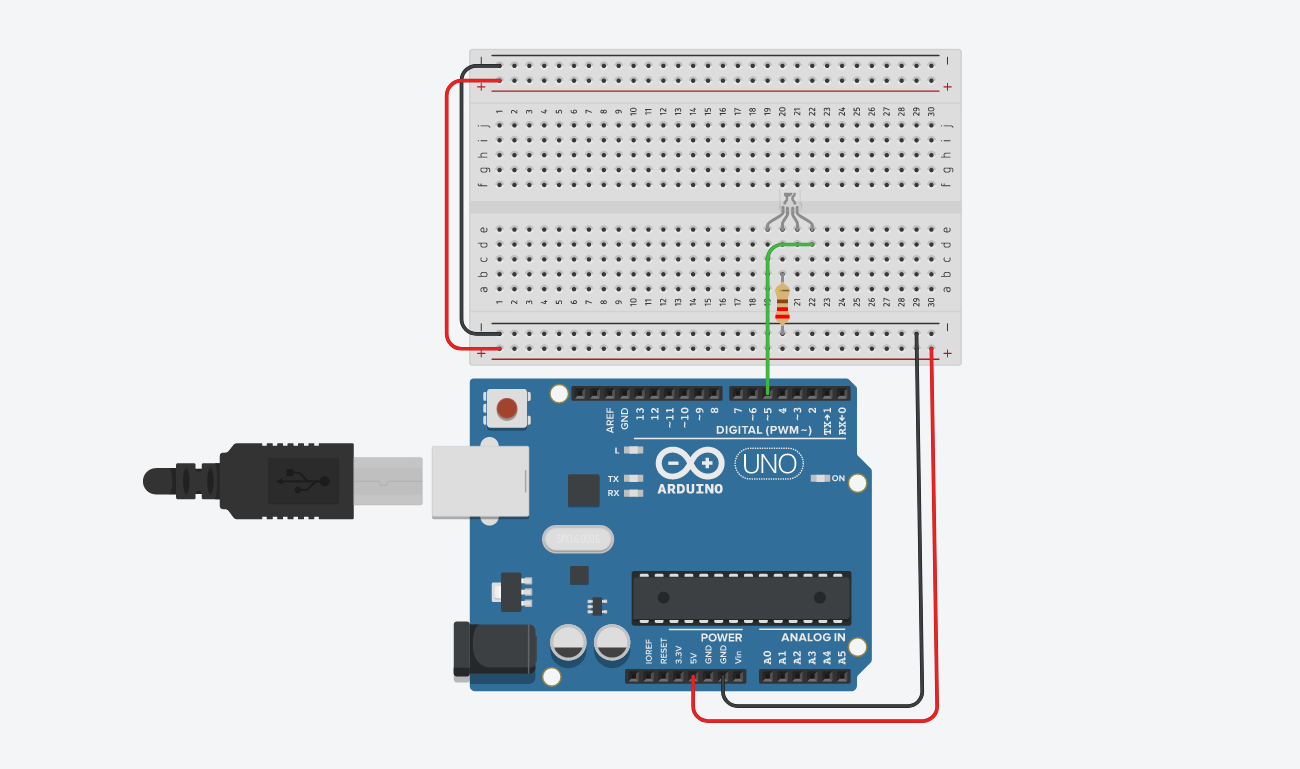 − −
+ +
1 2 3 4 5 6 7 8 9 10 11 12 13 14 15 16 17 18 19 20 21 22 23 24 25 26 27 28 29 30
j j
i i
h h
g g
f f
e e
d d
c c
b b
a a
1 2 3 4 5 6 7 8 9 10 11 12 13 14 15 16 17 18 19 20 21 22 23 24 25 26 27 28 29 30
− −
+ +
AREF GND 13 12 ~11 ~10 ~9 8 7 ~6 ~5 4 ~3 2 TX→1 RX←0
DIGITAL (PWM~)
L
TX
RX
UNO
ON
ARDUINO
POWER ANALOG IN
IOREF RESET 3.3V 5V GND GND Vin A0 A1 A2 A3 A4 A5